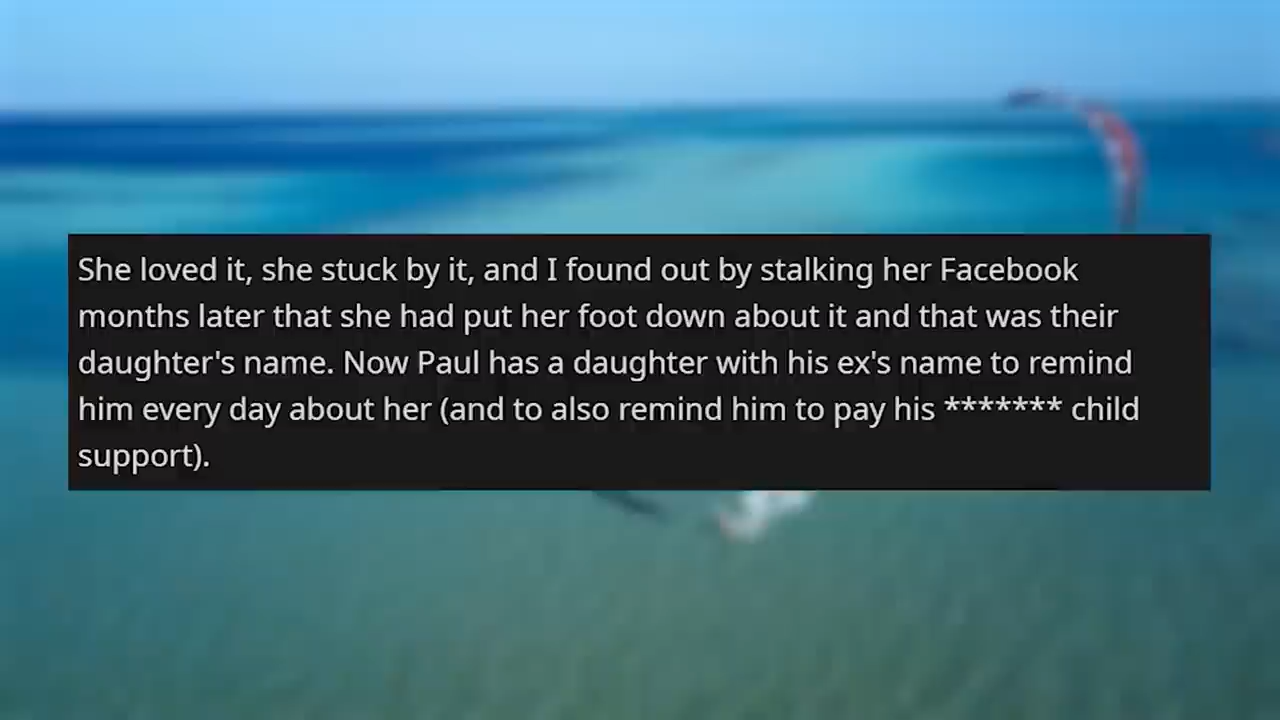 She loved it, she stuck by it, and I found out by stalking her Facebook
months later that she had put her foot down about it and that was their
daughter's name. Now Paul has a daughter with his ex's name to remind
him every day about her (and to also remind him to pay his ******* child
support).